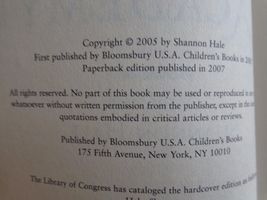 Copyright © 2005 by Shannon Hale
First published by Bloomsbury U.S.A. Children's Books in
Paperback edition published in 2007
All rights reserved. No part of this book may be used or reproduced in
whatsoever without written permission from the publisher, except in the
quotations embodied in critical articles or reviews.
Published by Bloomsbury U.S.A. Children's Books
175 Fifth Avenue, New York, NY 10010
The Library of Congress has cataloged the hardcover edition as